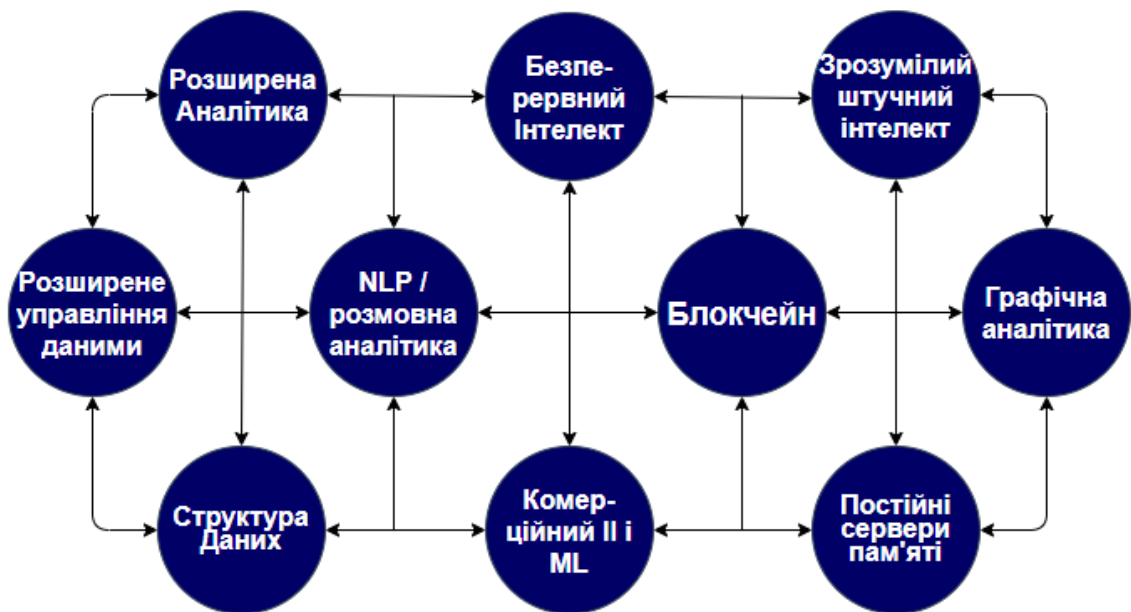 Розширена
Аналітика
Безпе-
рервний
Інтелект
Зрозумілий
штучний
інтелект
Розширене
управління
даними
NLP /
розмовна
аналітика
Блокчейн
Графічна
аналітика
Структура
Даних
Комер-
ційний II і
ML
Постійні
сервери
пам'яті